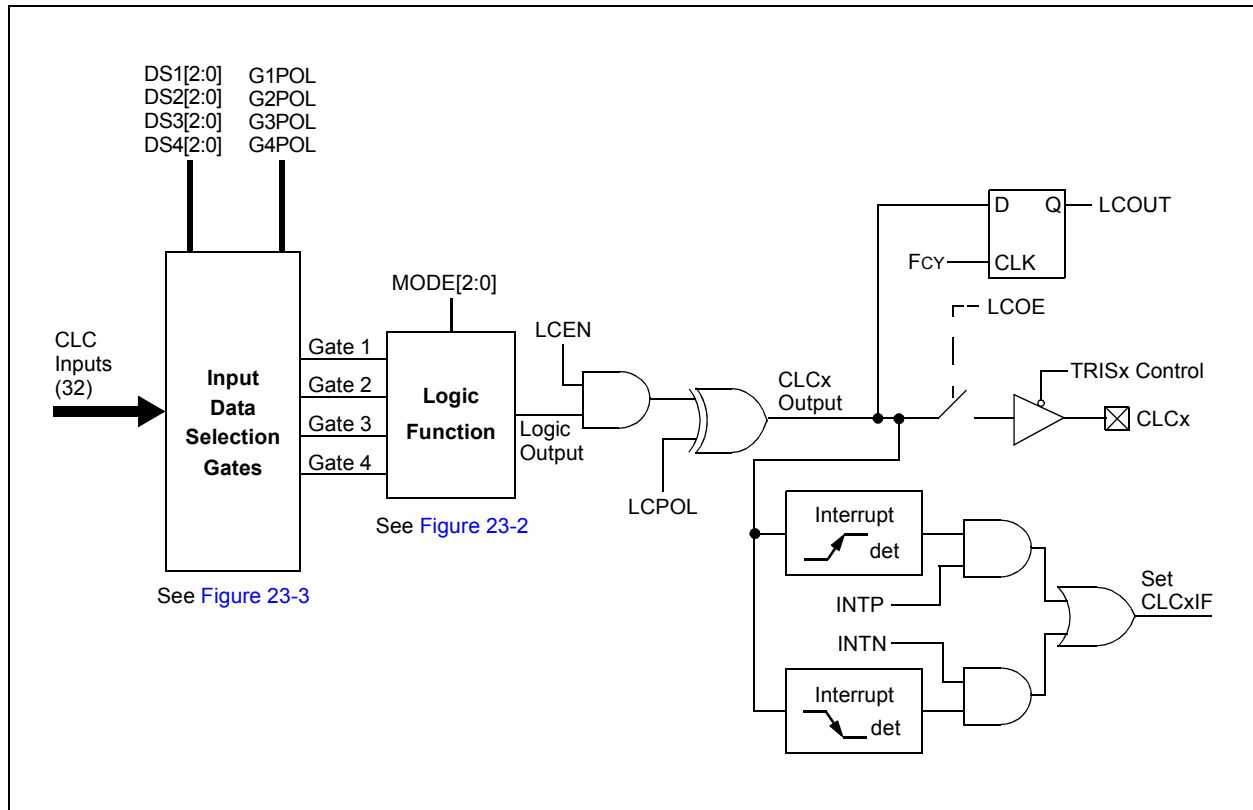 DS1[2:0] G1POL
DS2[2:0] G2POL
DS3[2:0] G3POL
DS4[2:0] G4POL
D Q LCOUT
FCY CLK
MODE[2:0]
LCOE
LCEN
CLC
Inputs
(32)
Input
Data
Selection
Gates
Gate 1
Gate 2
Gate 3
Gate 4
Logic
Function
Logic
Output
CLCx
Output
TRISx Control
CLCx
LCPOL
See Figure 23-2
See Figure 23-3
Interrupt
det
INTP
Set
CLCxIF
INTN
Interrupt
det